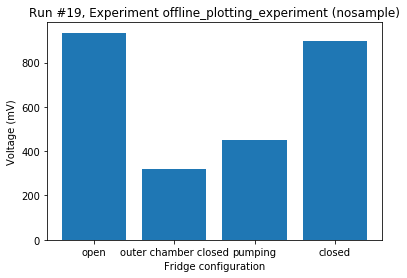 Run #19, Experiment offline_plotting_experiment (nosample)
800
600
400
200
0
Voltage (mV)
open outer chamber closed pumping closed
Fridge configuration